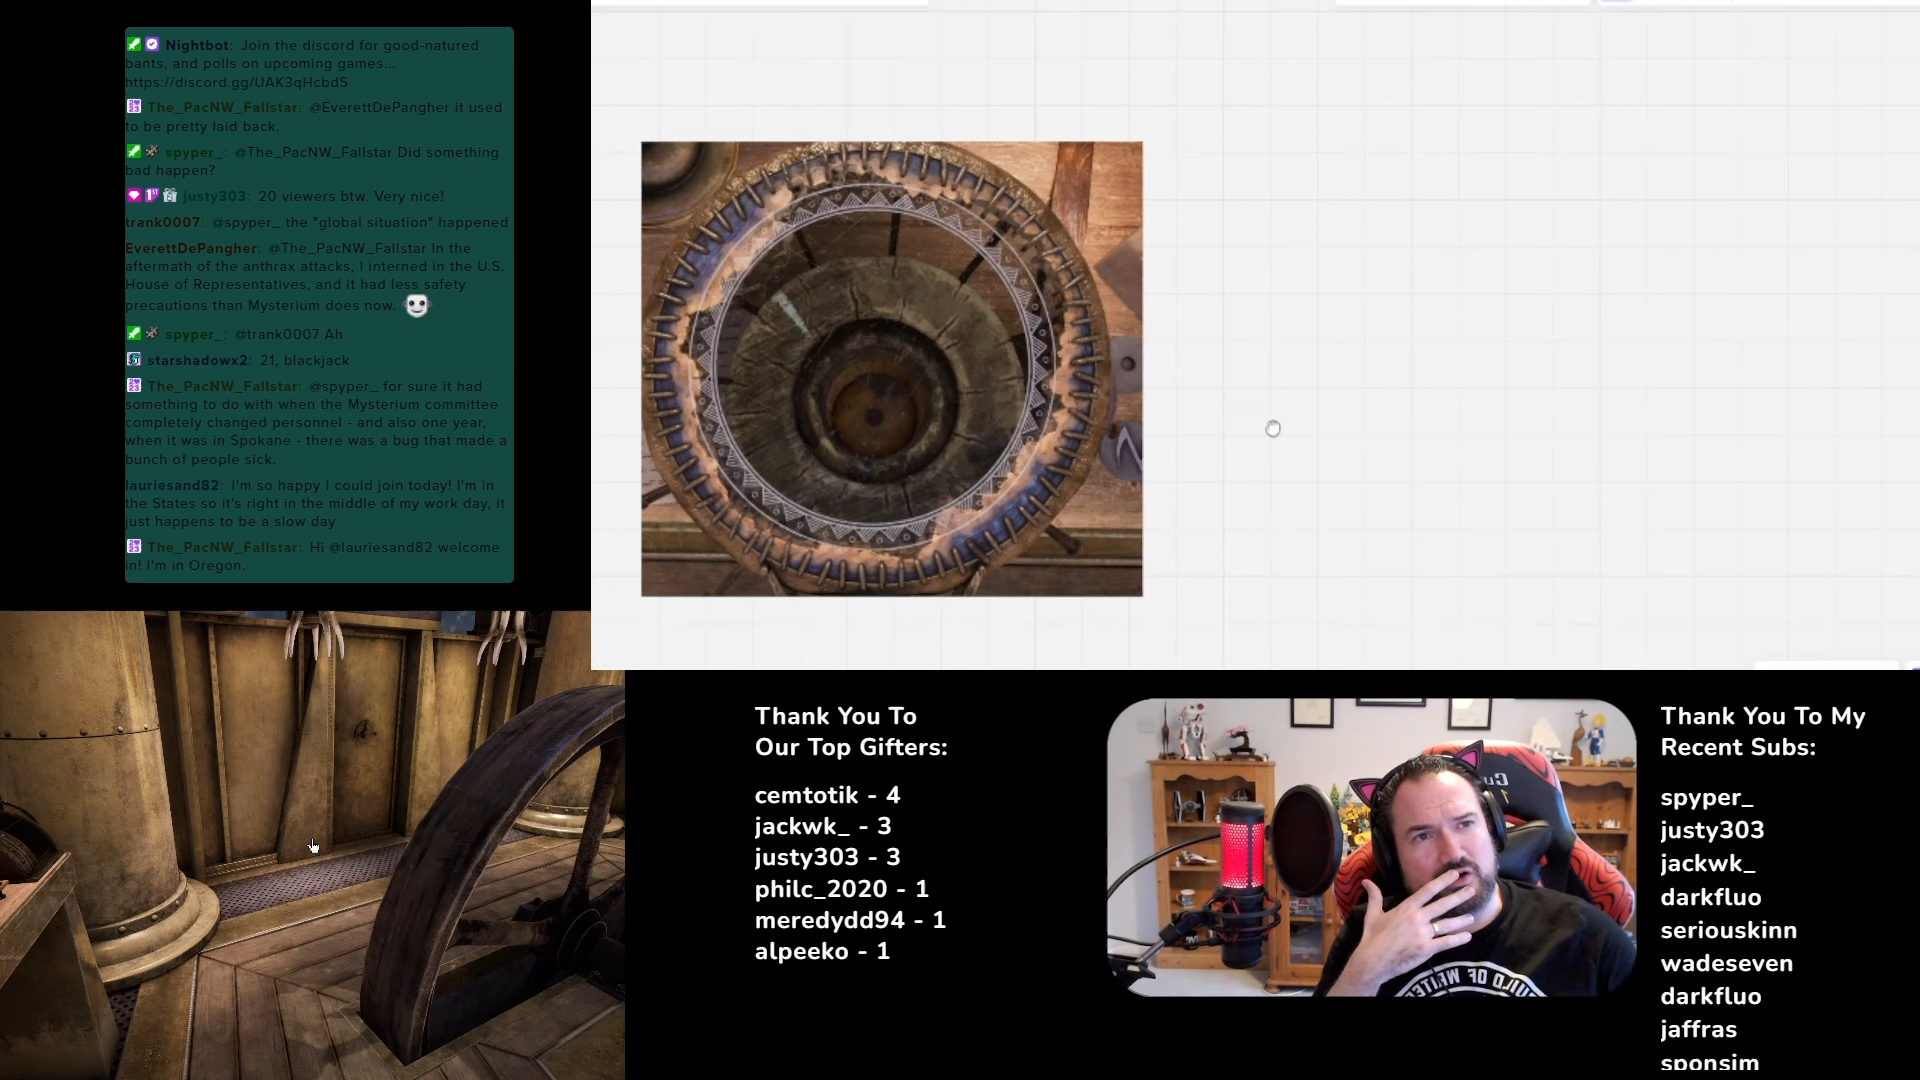 Nightbot: Join the discord for good-natured
bants, and polls on upcoming games...
https://discord.gg/UAK3qHcbdS
The_PacNW_Fallstar: @EverettDePangher it used
to be pretty laid back.
spyper_: @The_PacNW_Fallstar Did something
bad happen?
justy303: 20 viewers btw. Very nice!
trank0007: @spyper_ the "global situation" happened
EverettDePangher: @The_PacNW_Fallstar In the
aftermath of the anthrax attacks, I interned in the U.S.
House of Representatives, and it had less safety
precautions than Mysterium does now.
spyper_: @trank0007 Ah
starshadowx2: 21, blackjack
The_PacNW_Fallstar: @spyper_ for sure it had
something to do with when the Mysterium committee
completely changed personnel - and also one year,
when it was in Spokane - there was a bug that made a
bunch of people sick.
lauriesand82: I'm so happy I could join today! I'm in
the States so it's right in the middle of my work day, it
just happens to be a slow day
The_PacNW_Fallstar: Hi @lauriesand82 welcome
in! I'm in Oregon.
Thank You To
Our Top Gifters:
cemtotik - 4
jackwk_ - 3
justy303 - 3
philc_2020 - 1
meredydd94 - 1
alpeeko - 1
Thank You To My
Recent Subs:
spyper_
justy303
jackwk_
darkfluo
seriouskinn
wadeseven
darkfluo
jaffras
sponsim